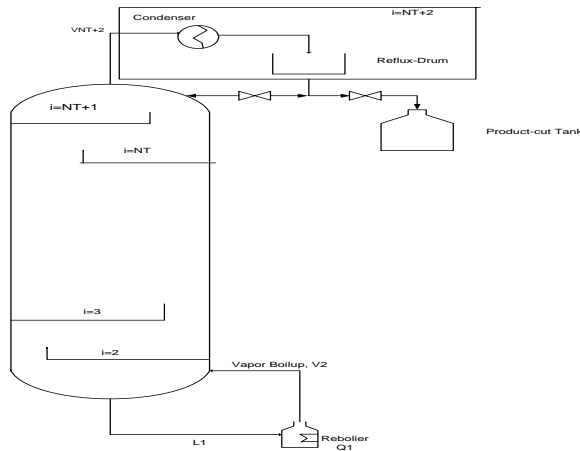 Condenser
i=NT+2
VNT+2
Reflux-Drum
i=NT+1
Product-cut Tank
i=NT
i=3
i=2
Vapor Boilup, V2
L1
Rebolier
Q1